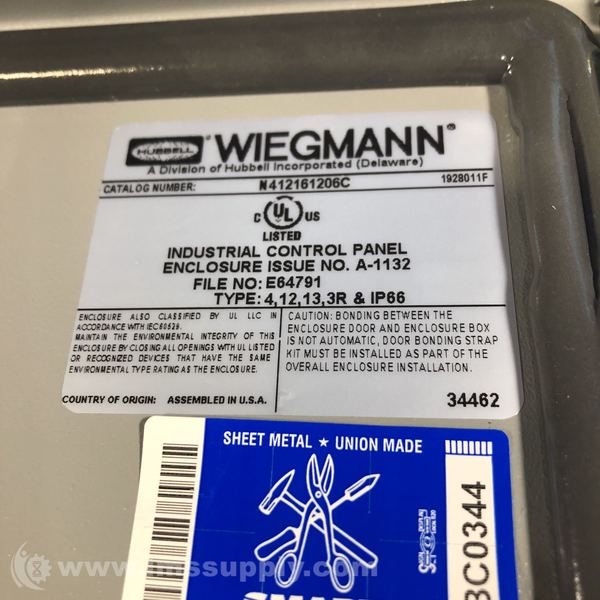 HUBBELL ® WIEGMANN®
A Division of Hubbell Incorporated (Delaware)
CATALOG NUMBER: N412161206C 1928011F
C UL® US
LISTED
INDUSTRIAL CONTROL PANEL
ENCLOSURE ISSUE NO. A-1132
FILE NO: E64791
TYPE: 4,12,13,3R & IP66
ENCLOSURE ALSO CLASSIFIED BY UL LLC IN
ACCORDANCE WITH IEC60529.
MAINTAIN THE ENVIRONMENTAL INTEGRITY OF THIS
ENCLOSURE BY CLOSING ALL OPENINGS WITH UL LISTED
OR RECOGNIZED DEVICES THAT HAVE THE SAME
ENVIRONMENTAL TYPE RATING AS THE ENCLOSURE.
CAUTION: BONDING BETWEEN THE
ENCLOSURE DOOR AND ENCLOSURE BOX
IS NOT AUTOMATIC, DOOR BONDING STRAP
KIT MUST BE INSTALLED AS PART OF THE
OVERALL ENCLOSURE INSTALLATION.
COUNTRY OF ORIGIN: ASSEMBLED IN U.S.A.
34462
SHEET METAL ★ UNION MADE
BC0344
www.imssupply.com